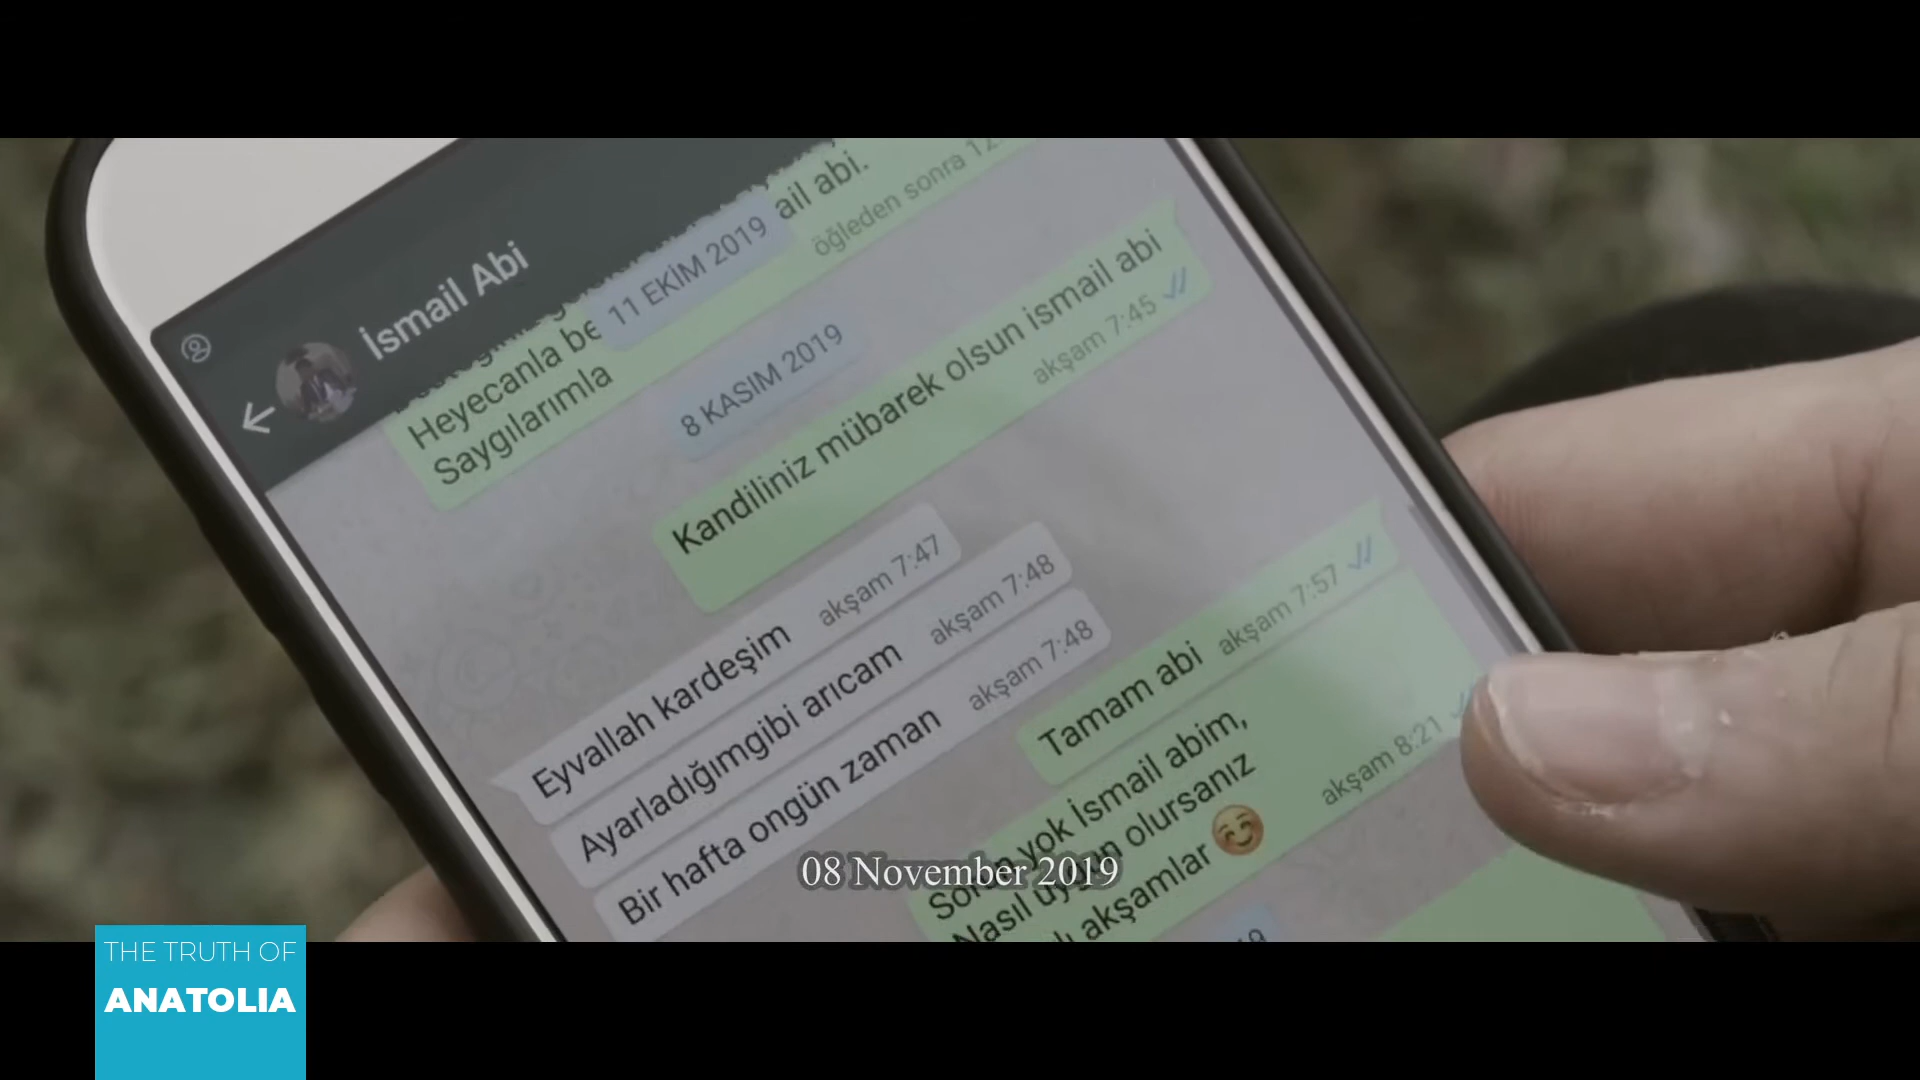 İsmail Abi
ail abi.
öğleden sonra
11 EKİM 2019
Heyecanla be
Saygılarımla
8 KASIM 2019
Kandiliniz mübarek olsun ismail abi
akşam 7:45
Eyvallah kardeşim akşam 7:47
Ayarladığımgibi arıcam akşam 7:48
Bir hafta ongün zaman akşam 7:48
Tamam abi akşam 7:57
yok İsmail abim,
Nasıl uygun olursanız
akşamlar 😊 akşam 8:21
08 November 2019
THE TRUTH OF
ANATOLIA